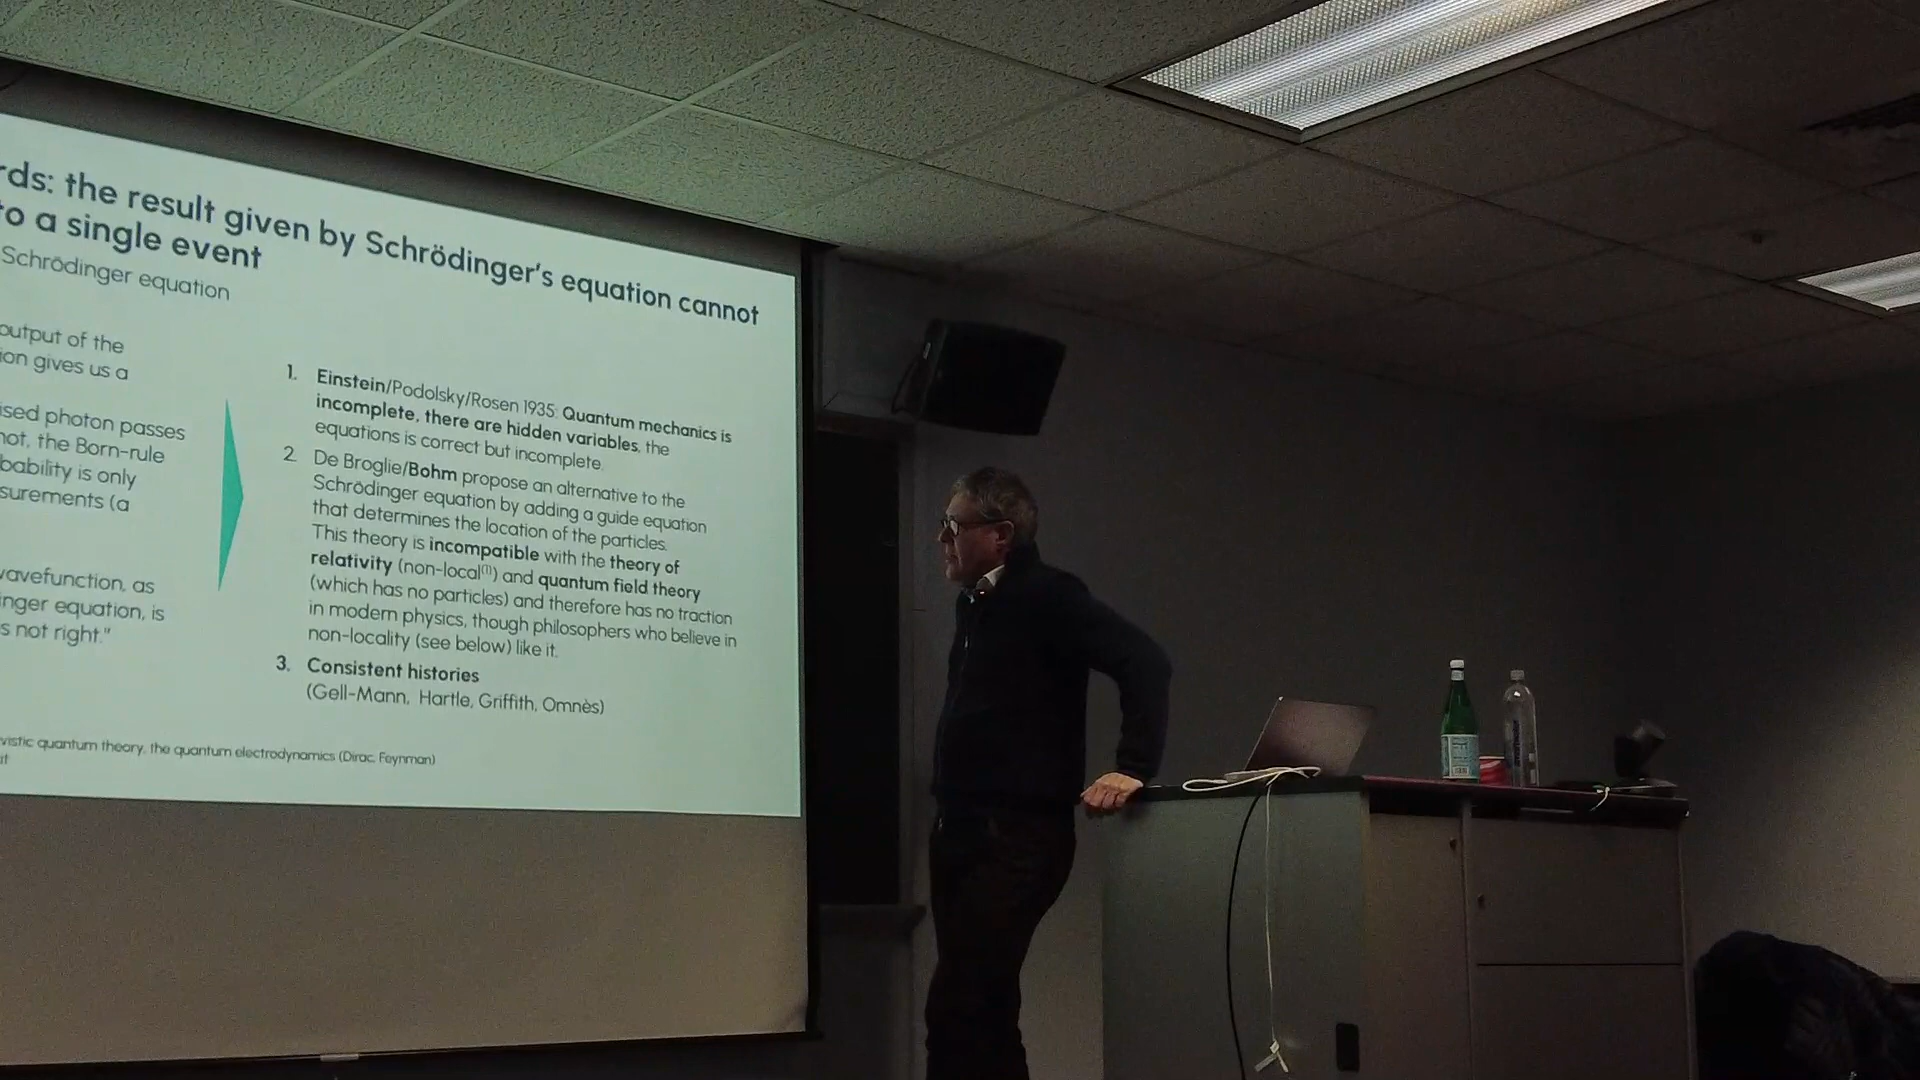 rds: the result given by Schrödinger's equation cannot
to a single event
Schrödinger equation
output of the
ion gives us a
ised photon passes
not, the Born-rule
bability is only
surements (a
wavefunction, as
inger equation, is
s not right."
1. Einstein/Podolsky/Rosen 1935: Quantum mechanics is
incomplete, there are hidden variables, the
equations is correct but incomplete.
2. De Broglie/Bohm propose an alternative to the
Schrödinger equation by adding a guide equation
that determines the location of the particles.
This theory is incompatible with the theory of
relativity (non-local(1)) and quantum field theory
(which has no particles) and therefore has no traction
in modern physics, though philosophers who believe in
non-locality (see below) like it.
3. Consistent histories
(Gell-Mann, Hartle, Griffith, Omnès)
vistic quantum theory, the quantum electrodynamics (Dirac, Feynman)